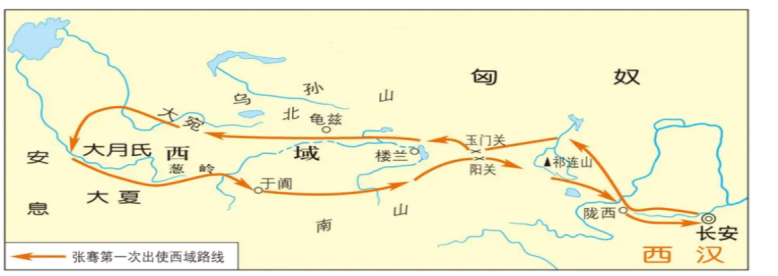 匈奴
乌孙
北山
龟兹
大宛
玉门关
大月氏
西域
楼兰
祁连山
安息
葱岭
阳关
大夏
于阗
陇西
南山
长安
西汉
张骞第一次出使西域路线